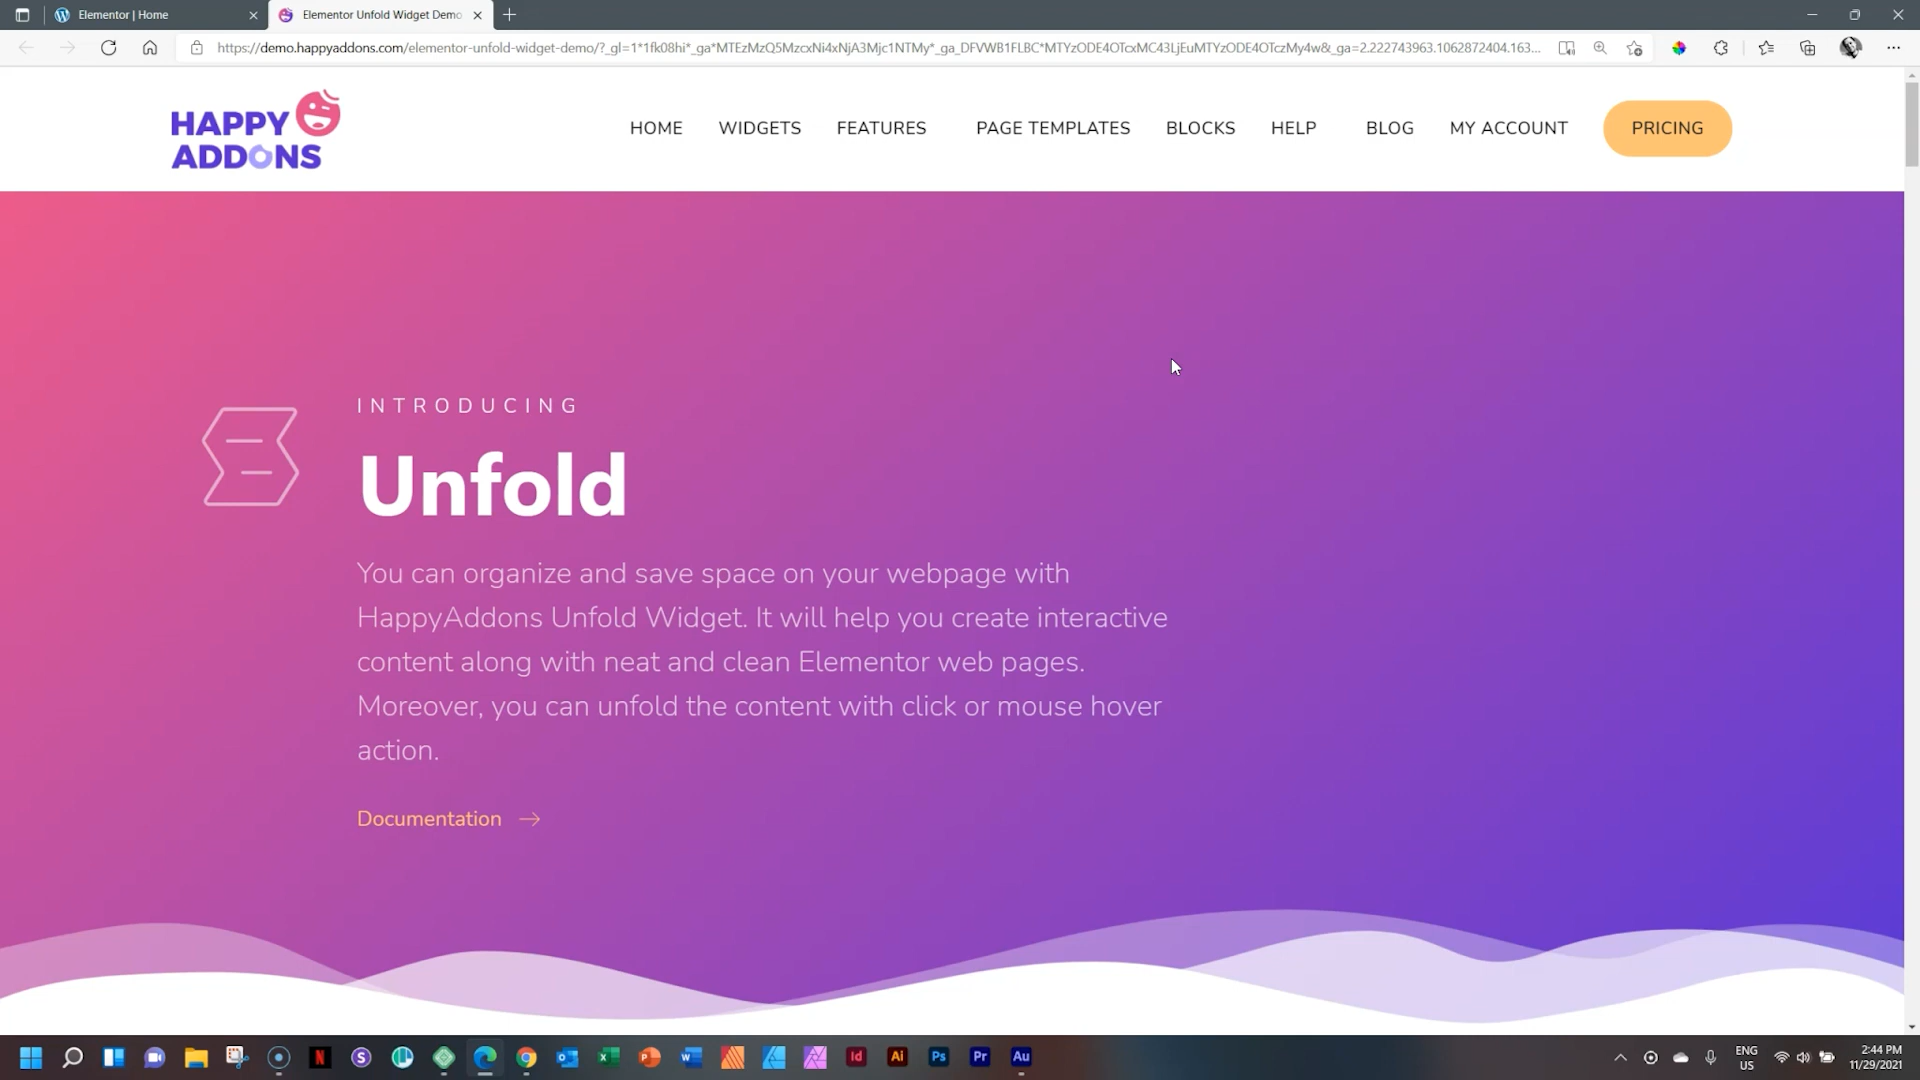 Elementor | Home
Elementor Unfold Widget Demo
https://demo.happyaddons.com/elementor-unfold-widget-demo/?_gl=1*1fk08hi*_ga*MTEzMzQ5MzcxNi4xNjA3Mjc1NTMy*_ga_DFVWB1FLBC*MTYzODE4OTcxMC43LjEuMTYzODE4OTczMy4w&_ga=2.222743963.1062872404.163...
HAPPY
ADDONS
HOME WIDGETS FEATURES PAGE TEMPLATES BLOCKS HELP BLOG MY ACCOUNT PRICING
INTRODUCING
Unfold
You can organize and save space on your webpage with
HappyAddons Unfold Widget. It will help you create interactive
content along with neat and clean Elementor web pages.
Moreover, you can unfold the content with click or mouse hover
action.
Documentation
ENG
US
2:44 PM
11/29/2021